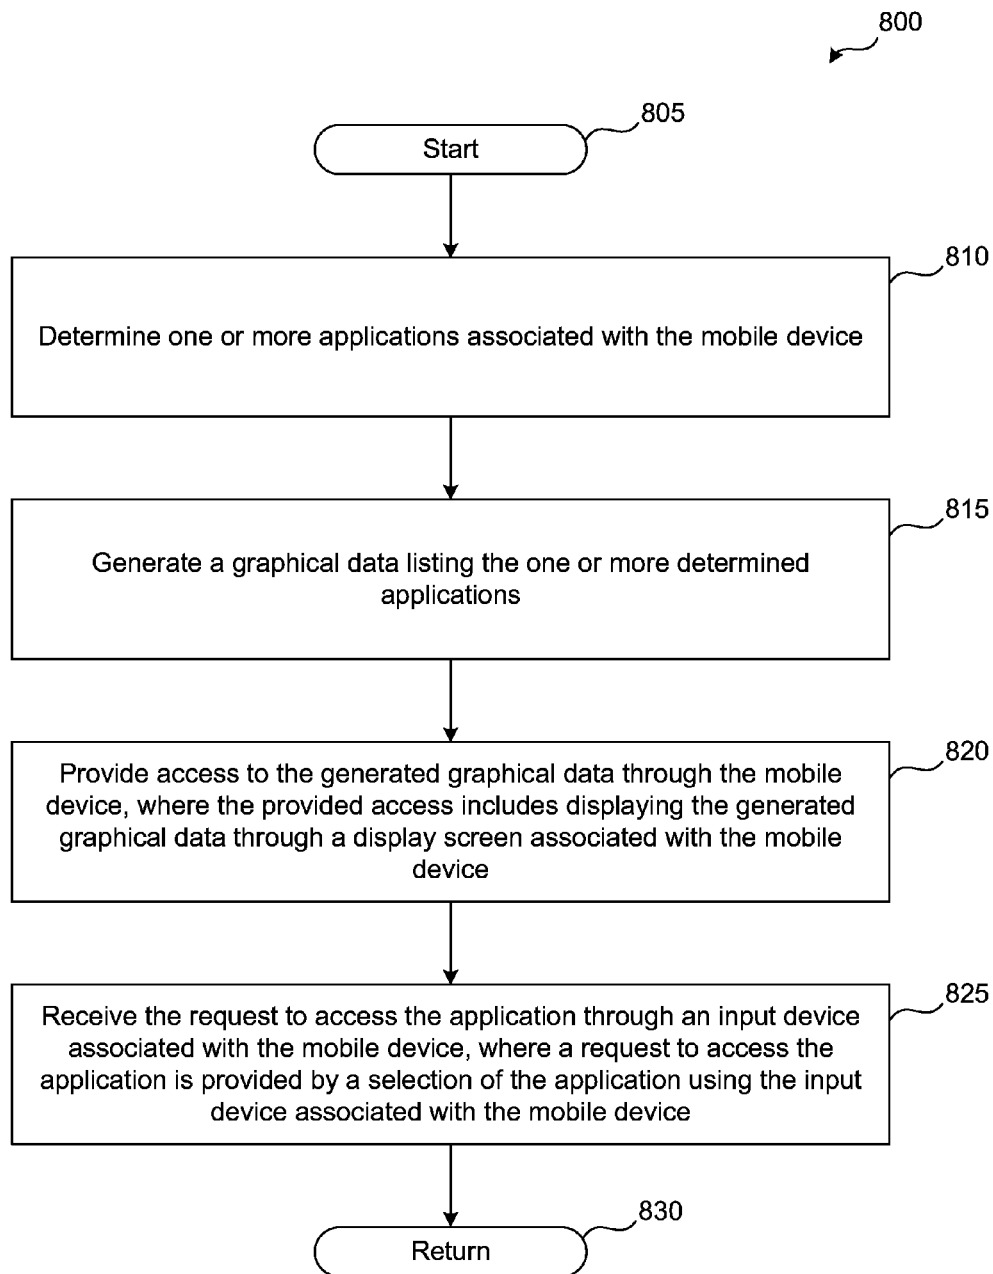 800
805
Start
810
Determine one or more applications associated with the mobile device
815
Generate a graphical data listing the one or more determined
applications
820
Provide access to the generated graphical data through the mobile
device, where the provided access includes displaying the generated
graphical data through a display screen associated with the mobile
device
825
Receive the request to access the application through an input device
associated with the mobile device, where a request to access the
application is provided by a selection of the application using the input
device associated with the mobile device
830
Return